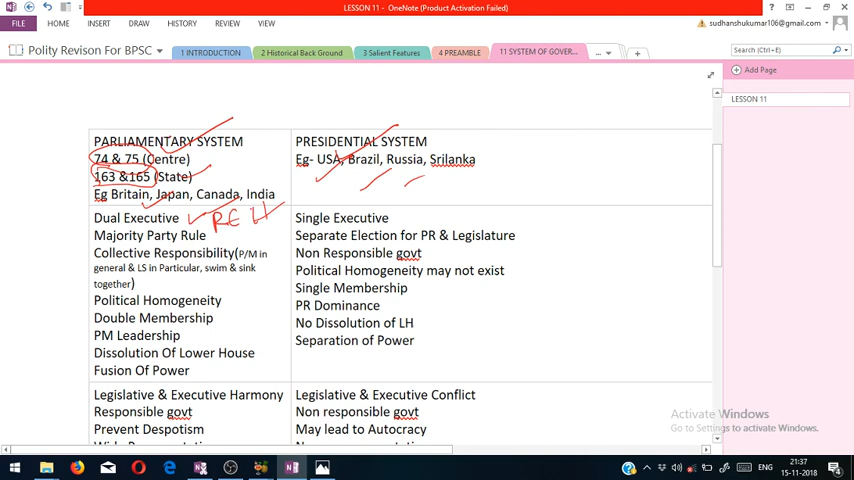 LESSON 11 - OneNote (Product Activation Failed)
FILE HOME INSERT DRAW HISTORY REVIEW VIEW
sudhanshukumar106@gmail.com
Polity Revison For BPSC
1 INTRODUCTION
2 Historical Back Ground
3 Salient Features
4 PREAMBLE
11 SYSTEM OF GOVER...
Search (Ctrl+E)
Add Page
LESSON 11
PARLIAMENTARY SYSTEM
74 & 75 (Centre)
163 &165 (State)
Eg Britain, Japan, Canada, India
PRESIDENTIAL SYSTEM
Eg- USA, Brazil, Russia, Srilanka
Dual Executive
Majority Party Rule
Collective Responsibility(P/M in
general & LS in Particular, swim & sink
together)
Political Homogeneity
Double Membership
PM Leadership
Dissolution Of Lower House
Fusion Of Power
Single Executive
Separate Election for PR & Legislature
Non Responsible govt
Political Homogeneity may not exist
Single Membership
PR Dominance
No Dissolution of LH
Separation of Power
Legislative & Executive Harmony
Responsible govt
Prevent Despotism
Legislative & Executive Conflict
Non responsible govt
May lead to Autocracy
Activate Windows
Go to Settings to activate Windows.
ENG
21:37
15-11-2018